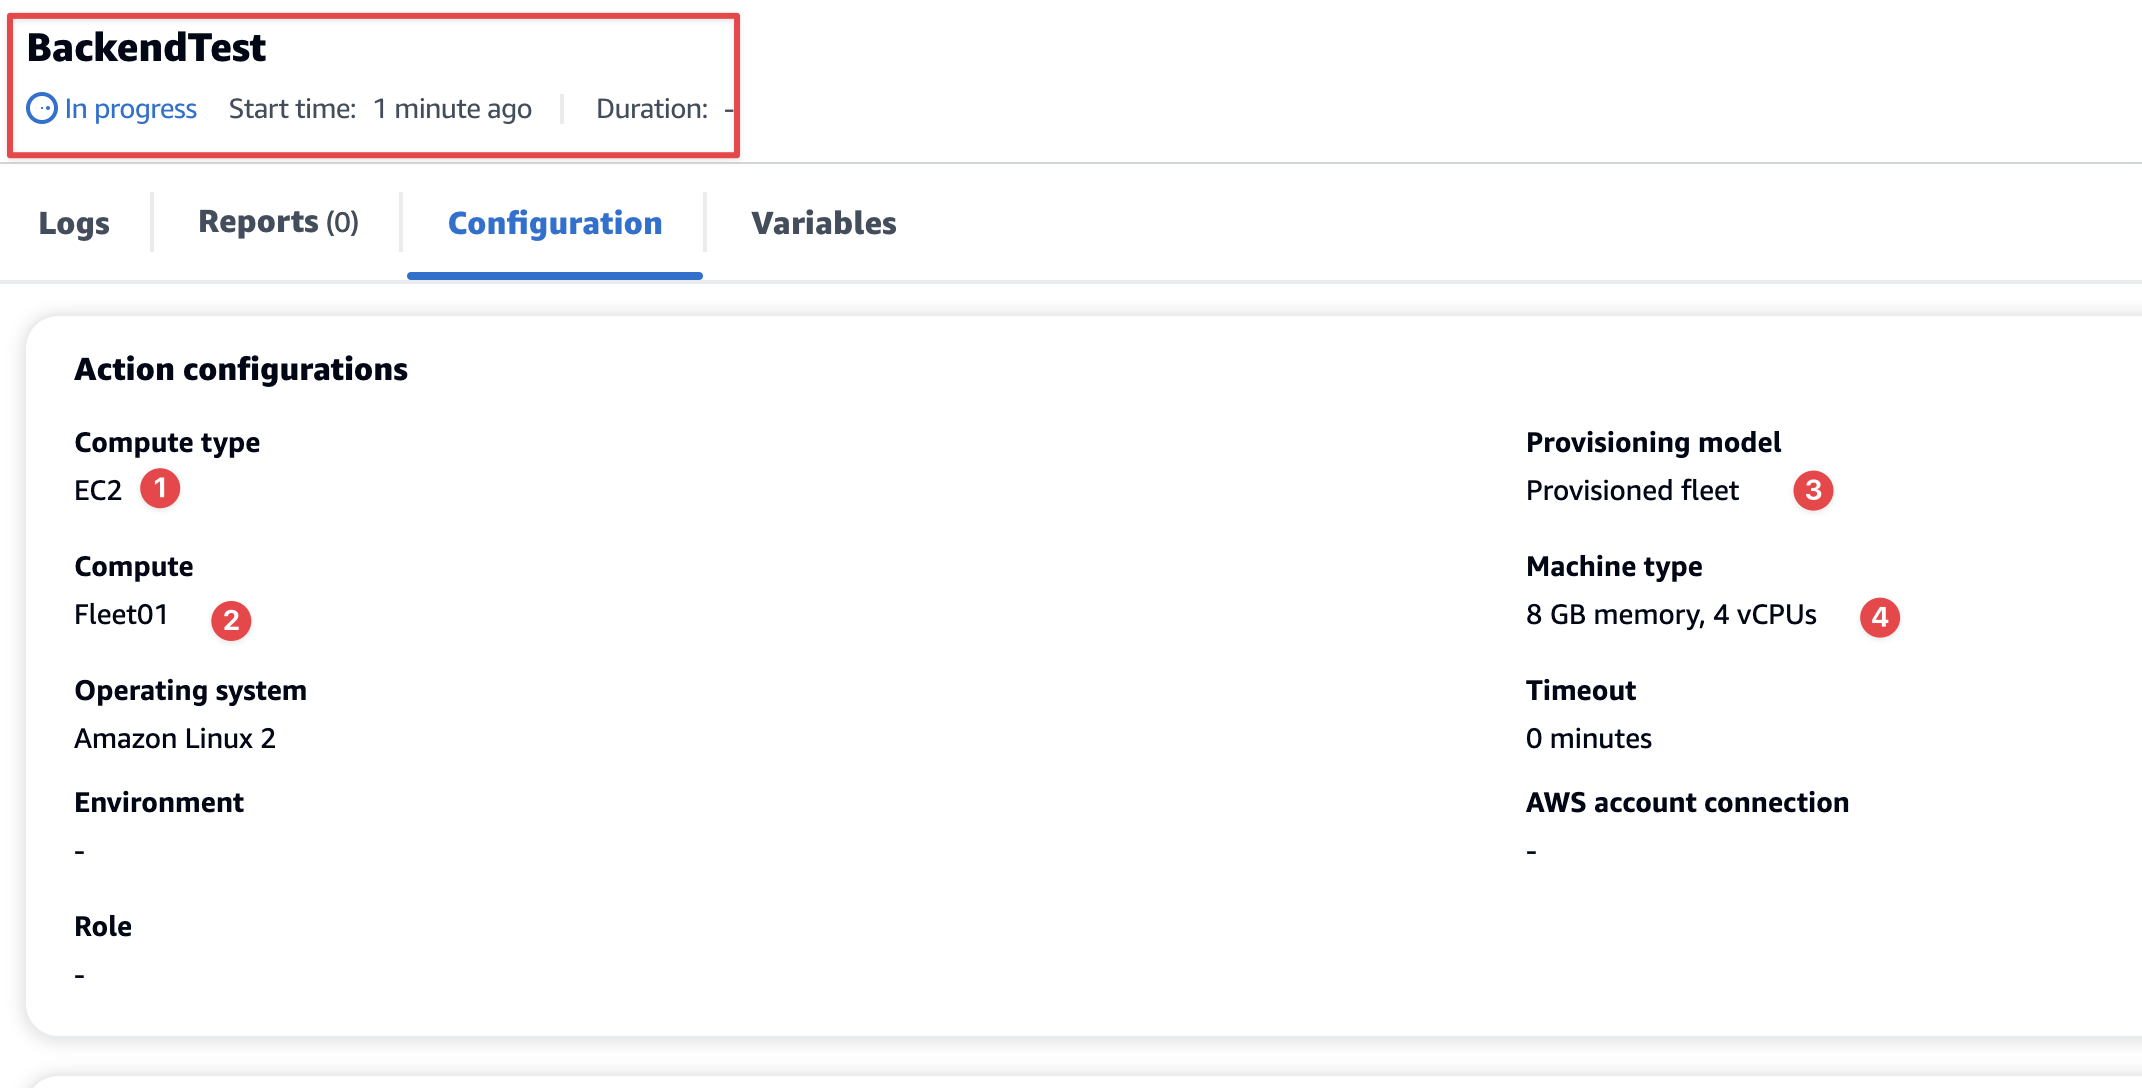 BackendTest
In progress Start time: 1 minute ago Duration: -
Logs Reports (0) Configuration Variables
Action configurations
Compute type
EC2 1
Provisioning model
Provisioned fleet 3
Compute
Fleet01 2
Machine type
8 GB memory, 4 vCPUs 4
Operating system
Amazon Linux 2
Timeout
0 minutes
Environment
-
AWS account connection
-
Role
-